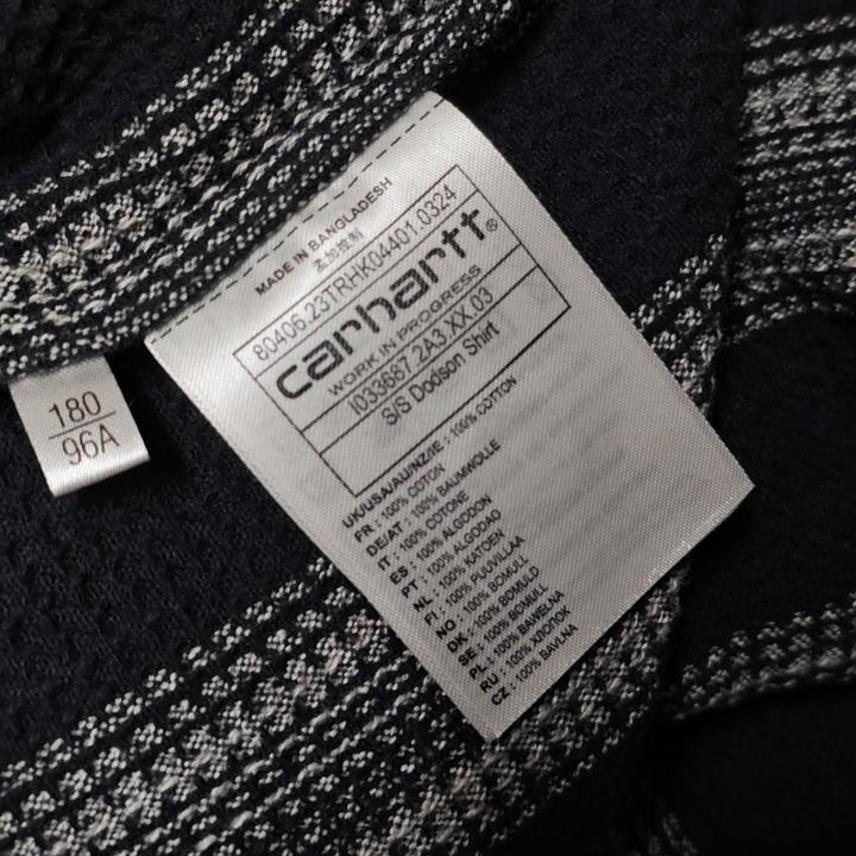 MADE IN BANGLADESH
孟加拉制
80406.23TRHK04401.0324
carhartt®
WORK IN PROGRESS
I033687.2A3.XX.03
S/S Dodson Shirt
UK/USA/AU/NZ/IE : 100% COTTON
FR : 100% COTON
DE/AT : 100% BAUMWOLLE
IT : 100% COTONE
ES : 100% ALGODON
PT : 100% ALGODAO
NL : 100% KATOEN
FI : 100% PUUVILLAA
NO : 100% BOMULL
DK : 100% BOMULD
SE : 100% BOMULL
PL : 100% BAWELNA
RU : 100% ХЛОПОК
CZ : 100% BAVLNA
180
96A